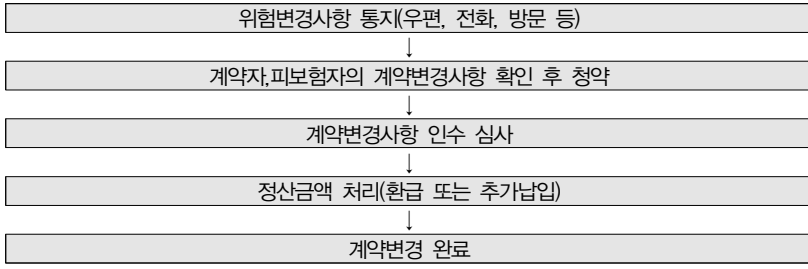 위험변경사항 통지(우편, 전화, 방문 등)
↓
계약자,피보험자의 계약변경사항 확인 후 청약
↓
계약변경사항 인수 심사
↓
정산금액 처리(환급 또는 추가납입)
↓
계약변경 완료